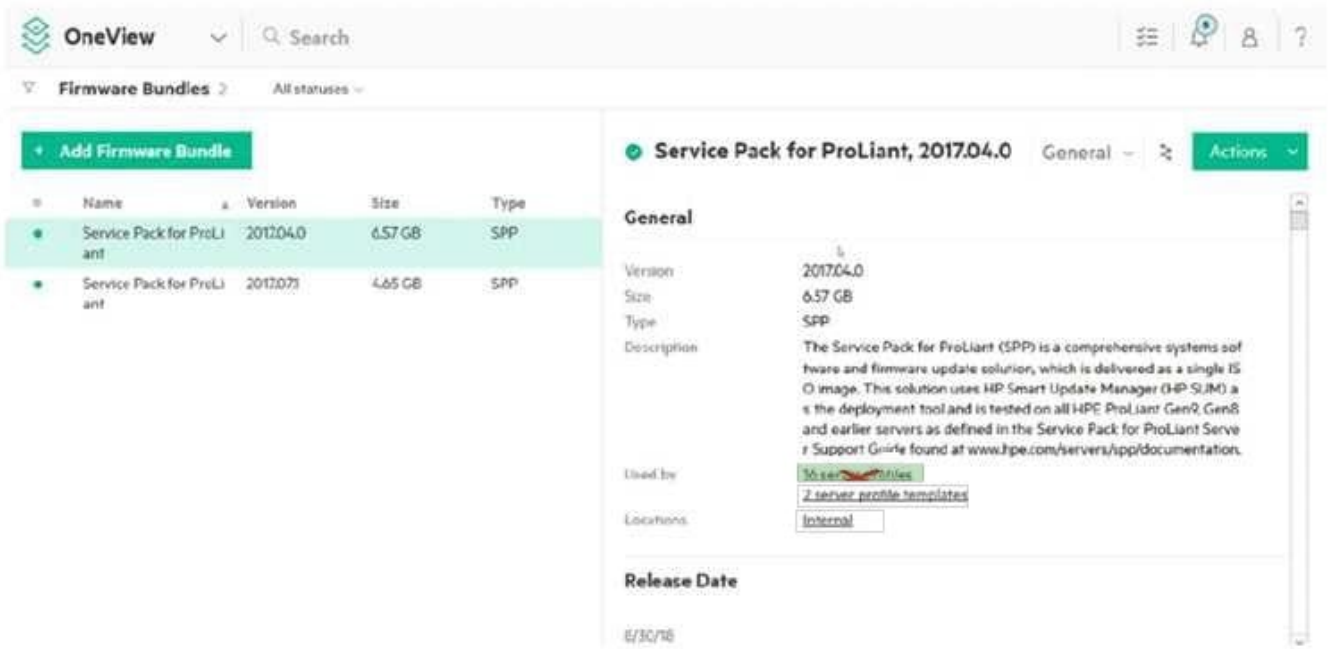 OneView
Search
?
Firmware Bundles 2
All statuses
+ Add Firmware Bundle
Name Version Size Type
Service Pack for ProLi
ant
2017.04.0 6.57 GB SPP
Service Pack for ProLi
ant
2017.07.1 4.65 GB SPP
Service Pack for ProLiant, 2017.04.0
General
Actions
General
Version 2017.04.0
Size 6.57 GB
Type SPP
Description The Service Pack for ProLiant (SPP) is a comprehensive systems sof
tware and firmware update solution, which is delivered as a single IS
O image. This solution uses HP Smart Update Manager (HP SUM) a
s the deployment tool and is tested on all HPE ProLiant Gen9, Gen8
and earlier servers as defined in the Service Pack for ProLiant Serve
r Support Guide found at www.hpe.com/servers/spp/documentation.
Used by 16
2 server profile templates
Locations Internal
Release Date